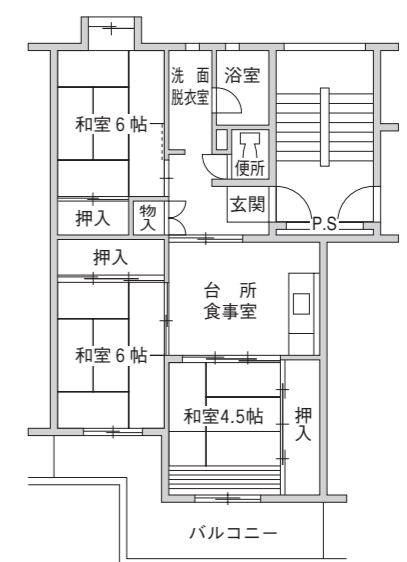 洗　面
脱衣室
浴室
和室6帖
便所
押入
物入
玄関
P.S
押入
台　所
食事室
和室6帖
和室4.5帖
押入
バルコニー